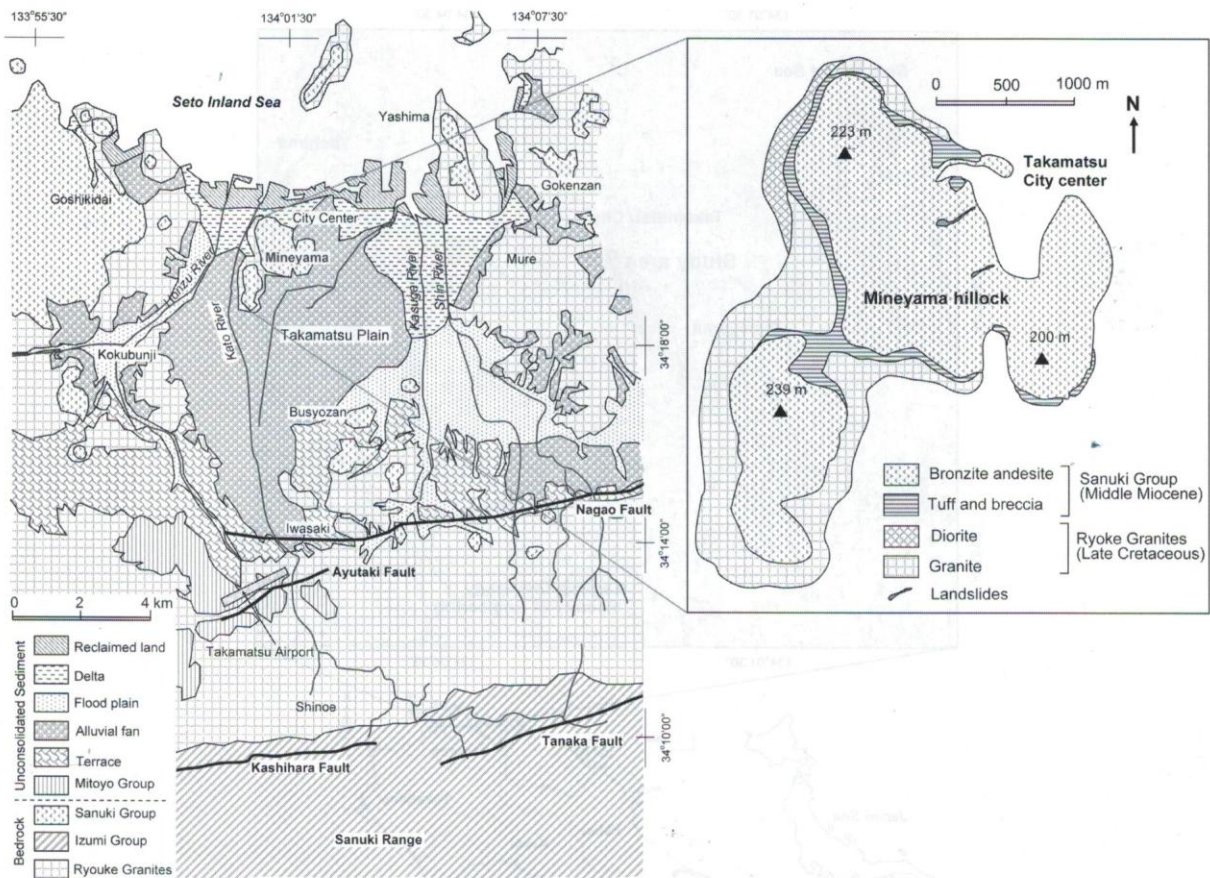 133°55'30"
134°01'30"
134°07'30"
Seto Inland Sea
Yashima
Goshikidai
City Center
Gokenzan
Mineyama
Honzu River
Kasuga River
Shin River
Mure
Kato River
Takamatsu Plain
Kokubunji
34°18'00"
Busyozan
Nagao Fault
Iwasaki
34°14'00"
Ayutaki Fault
0 2 4 km
Takamatsu Airport
Shinoe
34°10'00"
Tanaka Fault
Kashihara Fault
Sanuki Range
Unconsolidated Sediment
Reclaimed land
Delta
Flood plain
Alluvial fan
Terrace
Mitoyo Group
Bedrock
Sanuki Group
Izumi Group
Ryouke Granites
0 500 1000 m
N
223 m
Takamatsu
City center
Mineyama hillock
200 m
239 m
Bronzite andesite
Tuff and breccia
Sanuki Group
(Middle Miocene)
Diorite
Granite
Ryoke Granites
(Late Cretaceous)
Landslides